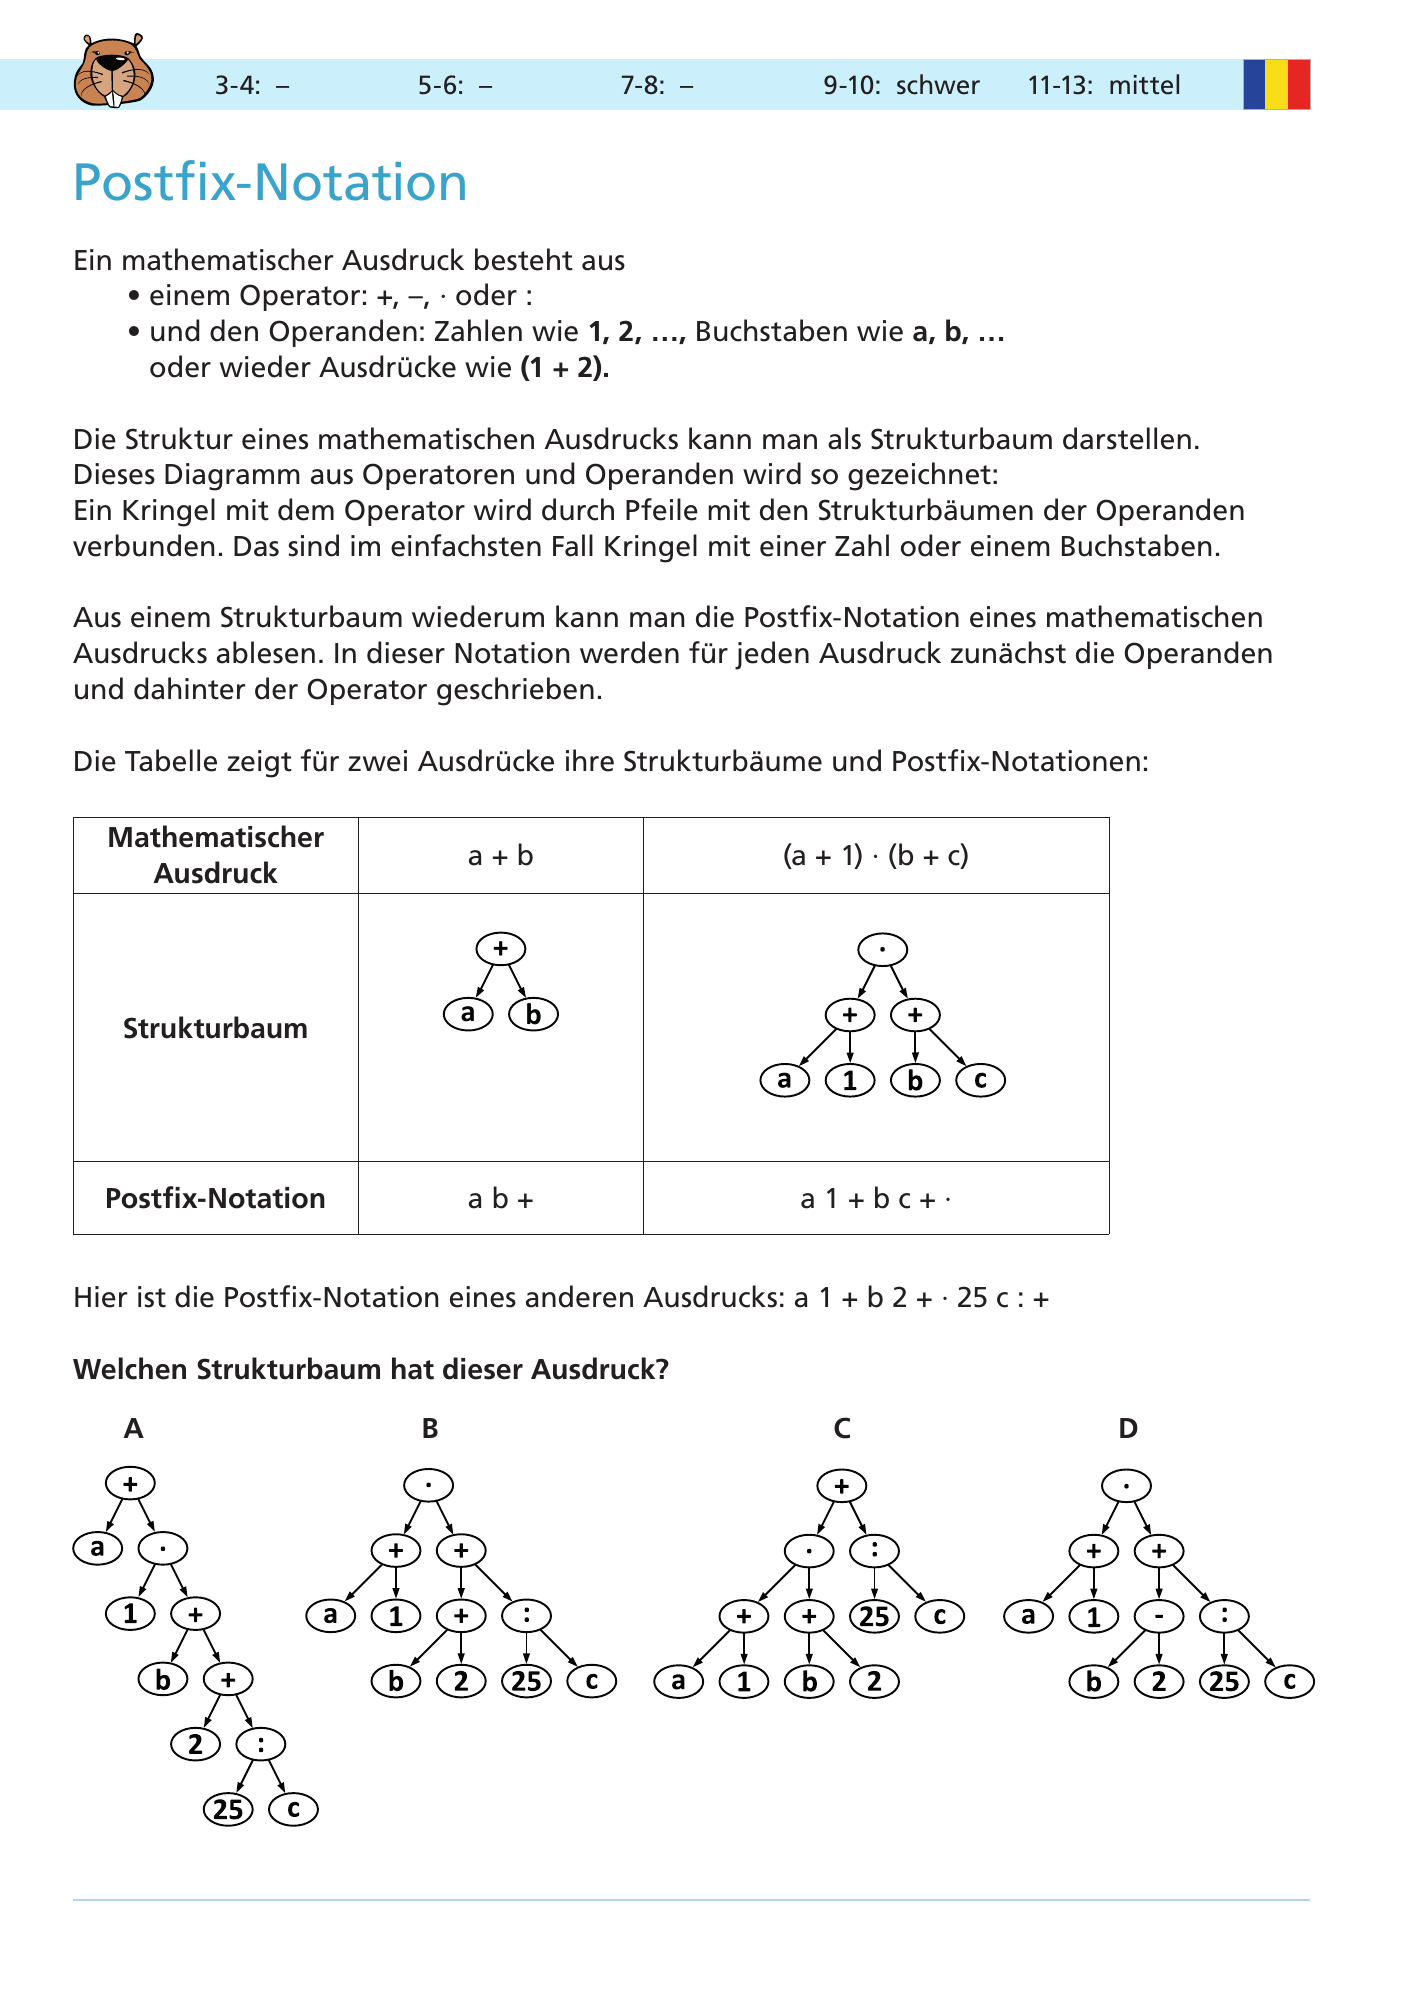 3-4: –   5-6: –   7-8: –   9-10: schwer   11-13: mittel
Postfix-Notation
Ein mathematischer Ausdruck besteht aus
• einem Operator: +, –, · oder :
• und den Operanden: Zahlen wie 1, 2, …, Buchstaben wie a, b, …
oder wieder Ausdrücke wie (1 + 2).
Die Struktur eines mathematischen Ausdrucks kann man als Strukturbaum darstellen.
Dieses Diagramm aus Operatoren und Operanden wird so gezeichnet:
Ein Kringel mit dem Operator wird durch Pfeile mit den Strukturbäumen der Operanden
verbunden. Das sind im einfachsten Fall Kringel mit einer Zahl oder einem Buchstaben.
Aus einem Strukturbaum wiederum kann man die Postfix-Notation eines mathematischen
Ausdrucks ablesen. In dieser Notation werden für jeden Ausdruck zunächst die Operanden
und dahinter der Operator geschrieben.
Die Tabelle zeigt für zwei Ausdrücke ihre Strukturbäume und Postfix-Notationen:
Mathematischer
Ausdruck
a + b
(a + 1) · (b + c)
Strukturbaum
+
a b
·
+ +
a 1 b c
Postfix-Notation
a b +
a 1 + b c + ·
Hier ist die Postfix-Notation eines anderen Ausdrucks: a 1 + b 2 + · 25 c : +
Welchen Strukturbaum hat dieser Ausdruck?
A
+
a ·
1 +
b +
2 :
25 c
B
·
+ +
a 1 + :
b 2 25 c
C
+
· :
+ + 25 c
a 1 b 2
D
·
+ +
a 1 - :
b 2 25 c